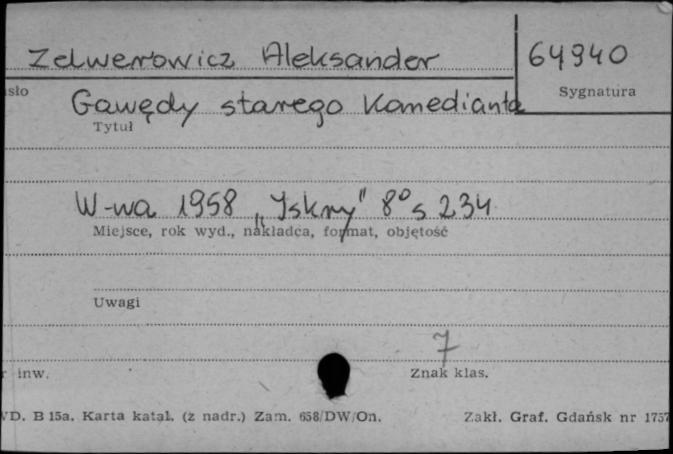 Zelwerowicz Aleksander 64940
sło Sygnatura
Gawędy starego Komedianta
Tytuł
W-wa 1958 „Iskry" 8° s 234
Miejsce, rok wyd., nakładca, format, objętość
Uwagi
7
r inw. Znak klas.
VD. B 15a. Karta katal. (z nadr.) Zam. 658/DW/On. Zakł. Graf. Gdańsk nr 1757